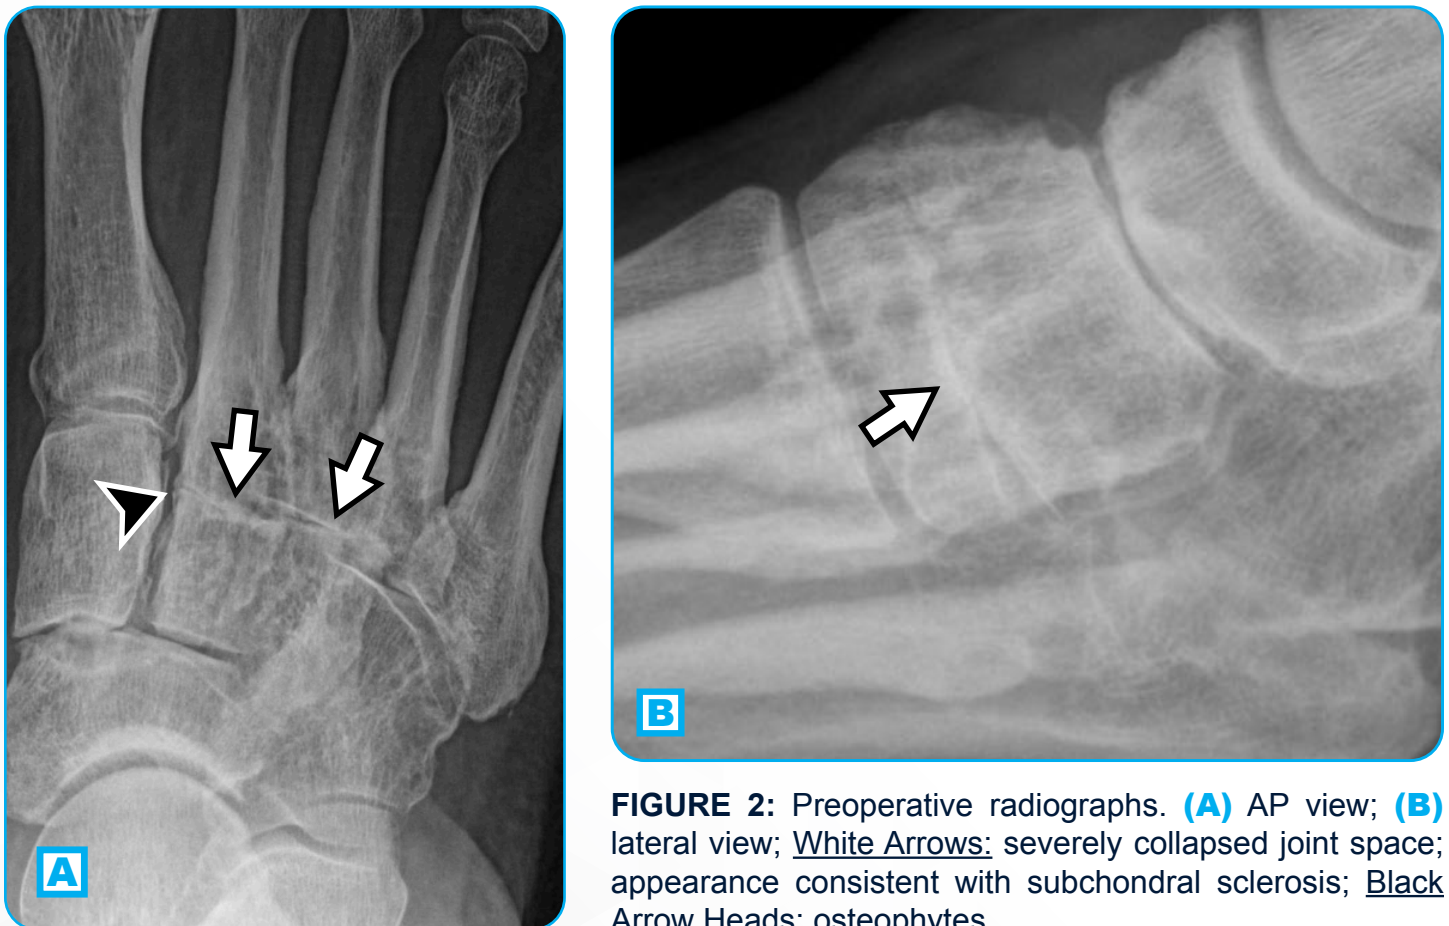 A
B
FIGURE 2: Preoperative radiographs. (A) AP view; (B)
lateral view; White Arrows: severely collapsed joint space;
appearance consistent with subchondral sclerosis; Black
Arrow Heads: osteophytes